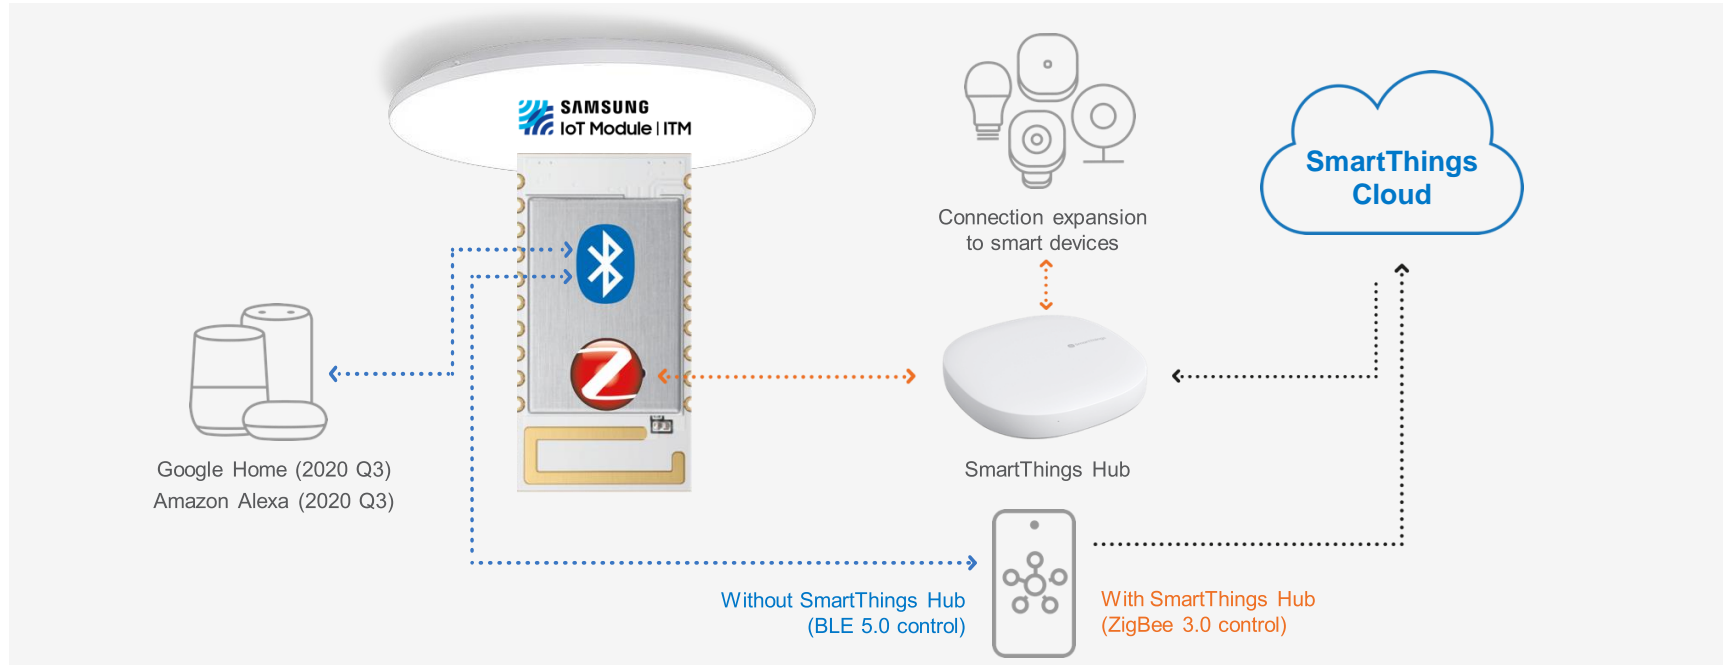 SAMSUNG
IoT Module | ITM
Connection expansion
to smart devices
SmartThings
Cloud
Google Home (2020 Q3)
Amazon Alexa (2020 Q3)
SmartThings Hub
Without SmartThings Hub
(BLE 5.0 control)
With SmartThings Hub
(ZigBee 3.0 control)